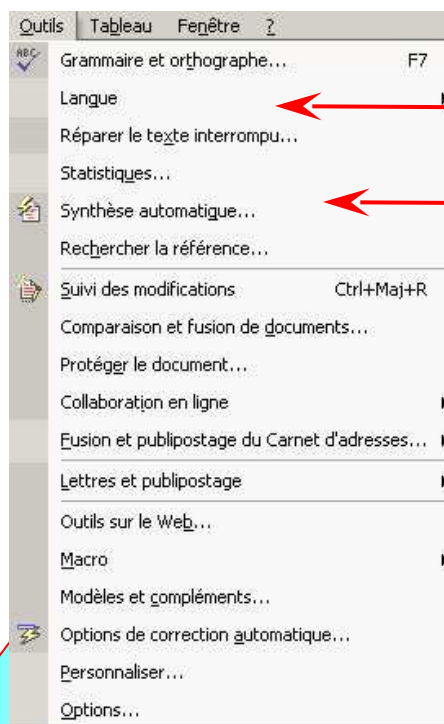 Outils Tableau Fenêtre ?
ABC Grammaire et orthographe... F7
Langue
Réparer le texte interrompu...
Statistiques...
Synthèse automatique...
Rechercher la référence...
Suivi des modifications Ctrl+Maj+R
Comparaison et fusion de documents...
Protéger le document...
Collaboration en ligne
Fusion et publipostage du Carnet d'adresses...
Lettres et publipostage
Outils sur le Web...
Macro
Modèles et compléments...
Options de correction automatique...
Personnaliser...
Options...